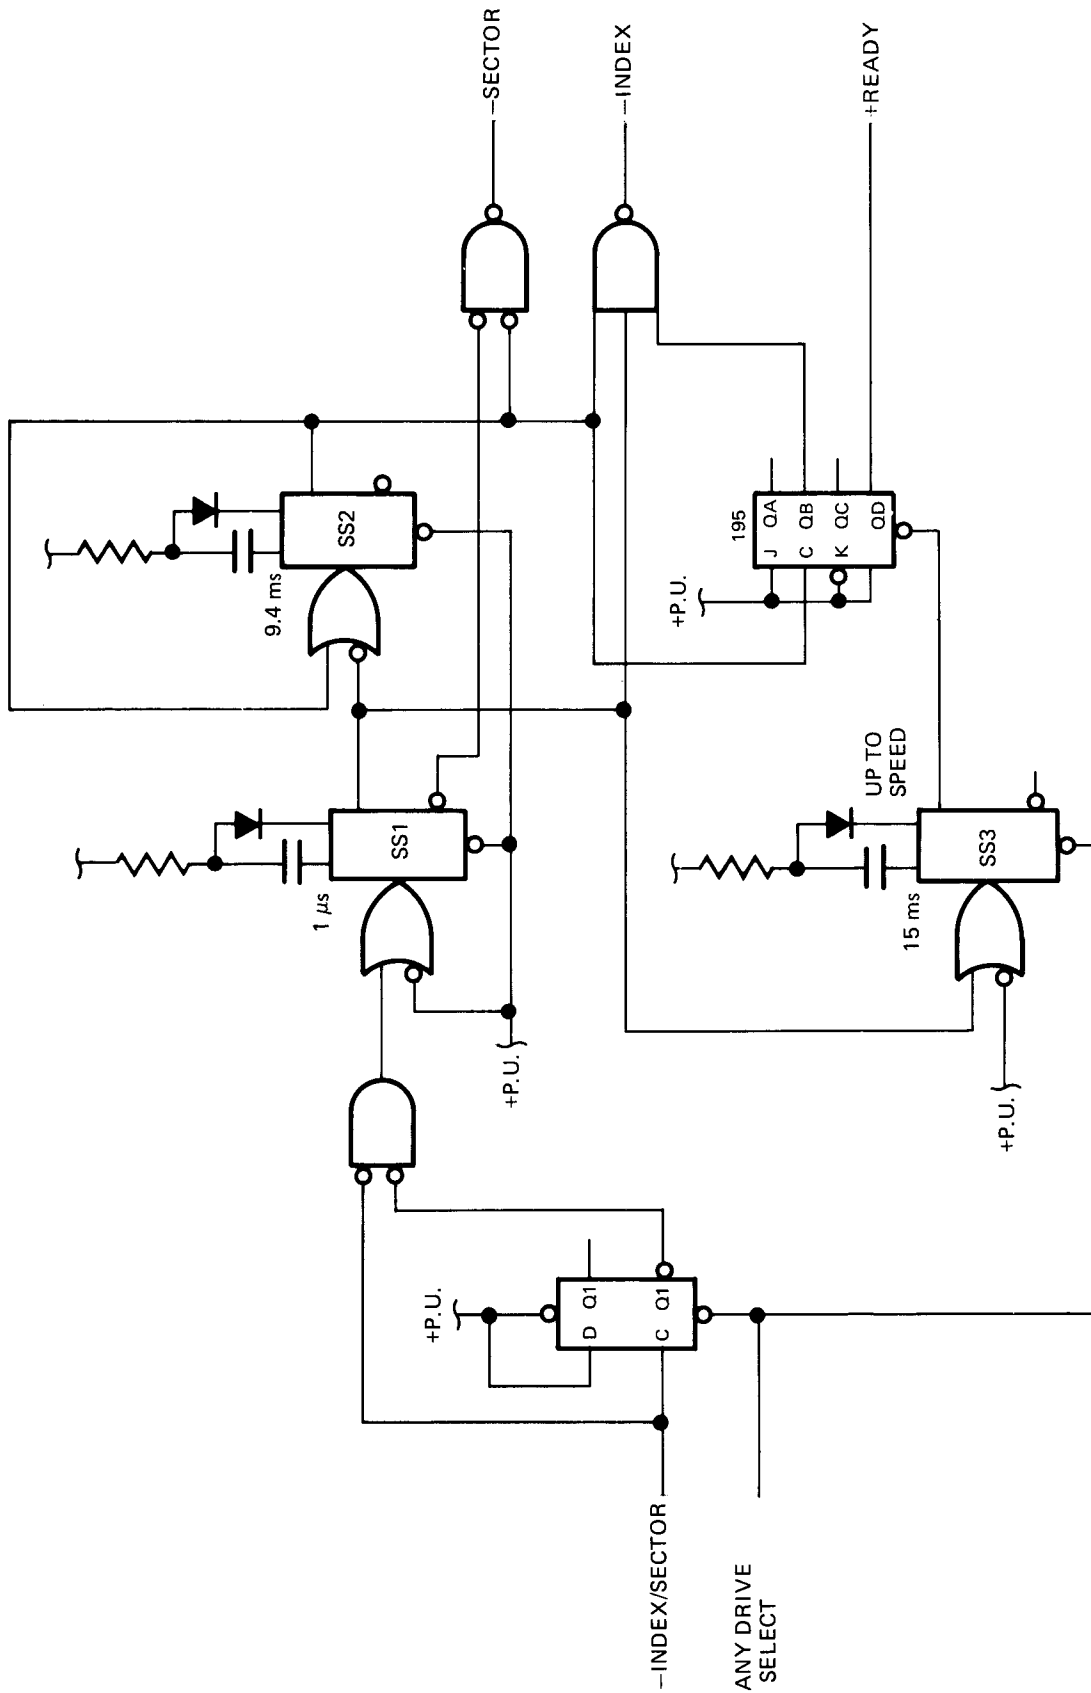 –SECTOR
–INDEX
+READY
SS2
9.4 ms
195
J QA
C QB
K QC
QD
+P.U.
SS1
1 µs
+P.U.
UP TO
SPEED
SS3
15 ms
+P.U.
+P.U.
D Q1
C Q1
–INDEX/SECTOR
ANY DRIVE
SELECT